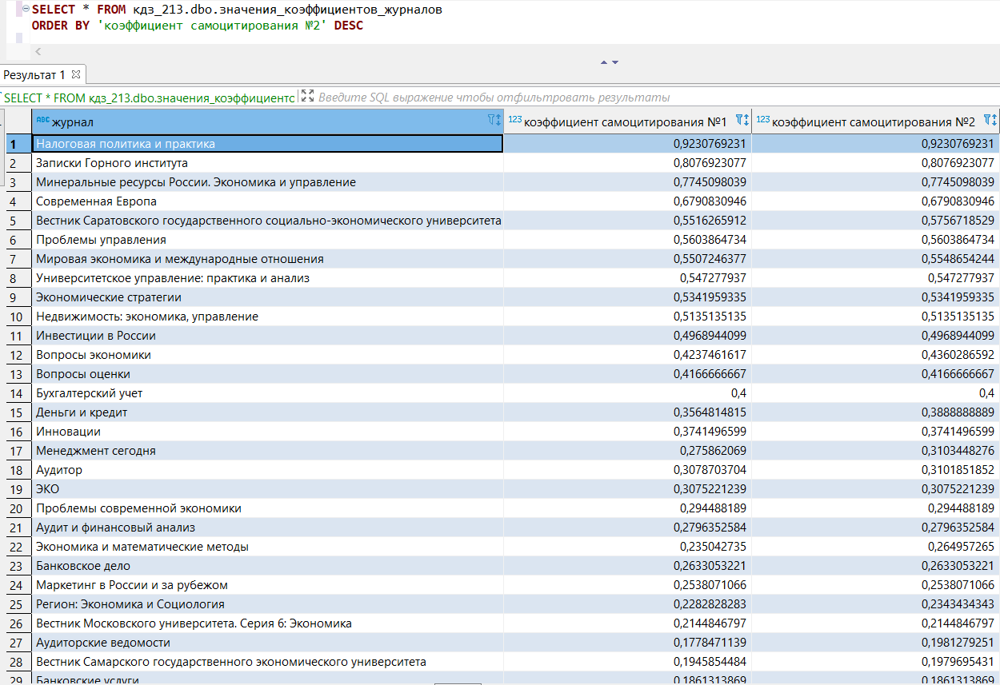 SELECT * FROM кдз_213.dbo.значения_коэффициентов_журналов
ORDER BY 'коэффициент самоцитирования №2' DESC
Результат 1
SELECT * FROM кдз_213.dbo.значения_коэффициентс Введите SQL выражение чтобы отфильтровать результаты
ABC журнал 123 коэффициент самоцитирования №1 123 коэффициент самоцитирования №2
1 Налоговая политика и практика 0,9230769231 0,9230769231
2 Записки Горного института 0,8076923077 0,8076923077
3 Минеральные ресурсы России. Экономика и управление 0,7745098039 0,7745098039
4 Современная Европа 0,6790830946 0,6790830946
5 Вестник Саратовского государственного социально-экономического университета 0,5516265912 0,5756718529
6 Проблемы управления 0,5603864734 0,5603864734
7 Мировая экономика и международные отношения 0,5507246377 0,5548654244
8 Университетское управление: практика и анализ 0,547277937 0,547277937
9 Экономические стратегии 0,5341959335 0,5341959335
10 Недвижимость: экономика, управление 0,5135135135 0,5135135135
11 Инвестиции в России 0,4968944099 0,4968944099
12 Вопросы экономики 0,4237461617 0,4360286592
13 Вопросы оценки 0,4166666667 0,4166666667
14 Бухгалтерский учет 0,4 0,4
15 Деньги и кредит 0,3564814815 0,3888888889
16 Инновации 0,3741496599 0,3741496599
17 Менеджмент сегодня 0,275862069 0,3103448276
18 Аудитор 0,3078703704 0,3101851852
19 ЭКО 0,3075221239 0,3075221239
20 Проблемы современной экономики 0,294488189 0,294488189
21 Аудит и финансовый анализ 0,2796352584 0,2796352584
22 Экономика и математические методы 0,235042735 0,264957265
23 Банковское дело 0,2633053221 0,2633053221
24 Маркетинг в России и за рубежом 0,2538071066 0,2538071066
25 Регион: Экономика и Социология 0,2282828283 0,2343434343
26 Вестник Московского университета. Серия 6: Экономика 0,2144846797 0,2144846797
27 Аудиторские ведомости 0,1778471139 0,1981279251
28 Вестник Самарского государственного экономического университета 0,1945854484 0,1979695431
29 Банковские услуги 0,1861313869 0,1861313869